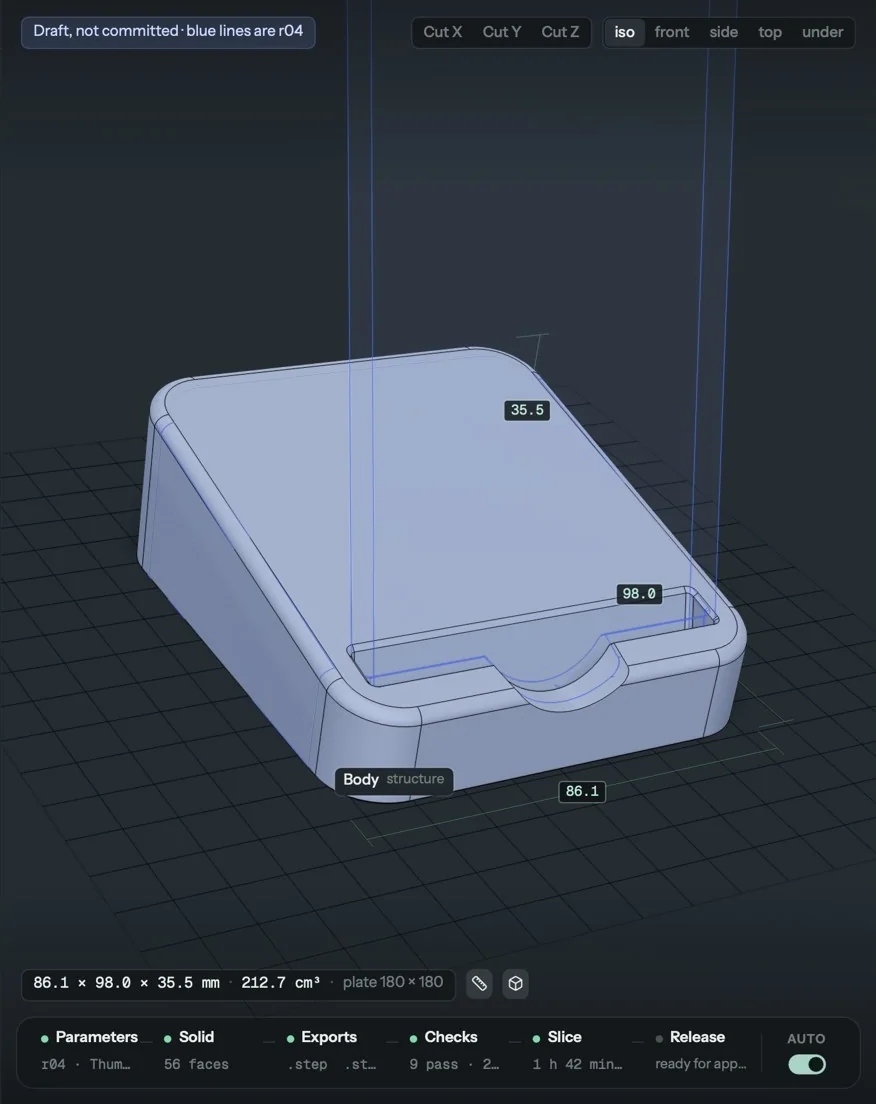 Draft, not committed · blue lines are r04
Cut X Cut Y Cut Z
iso front side top under
35.5
98.0
Body structure
86.1
86.1 × 98.0 × 35.5 mm · 212.7 cm³ · plate 180 × 180
Parameters Solid Exports Checks Slice Release AUTO
r04 · Thum… 56 faces .step .st… 9 pass · 2… 1 h 42 min… ready for app…